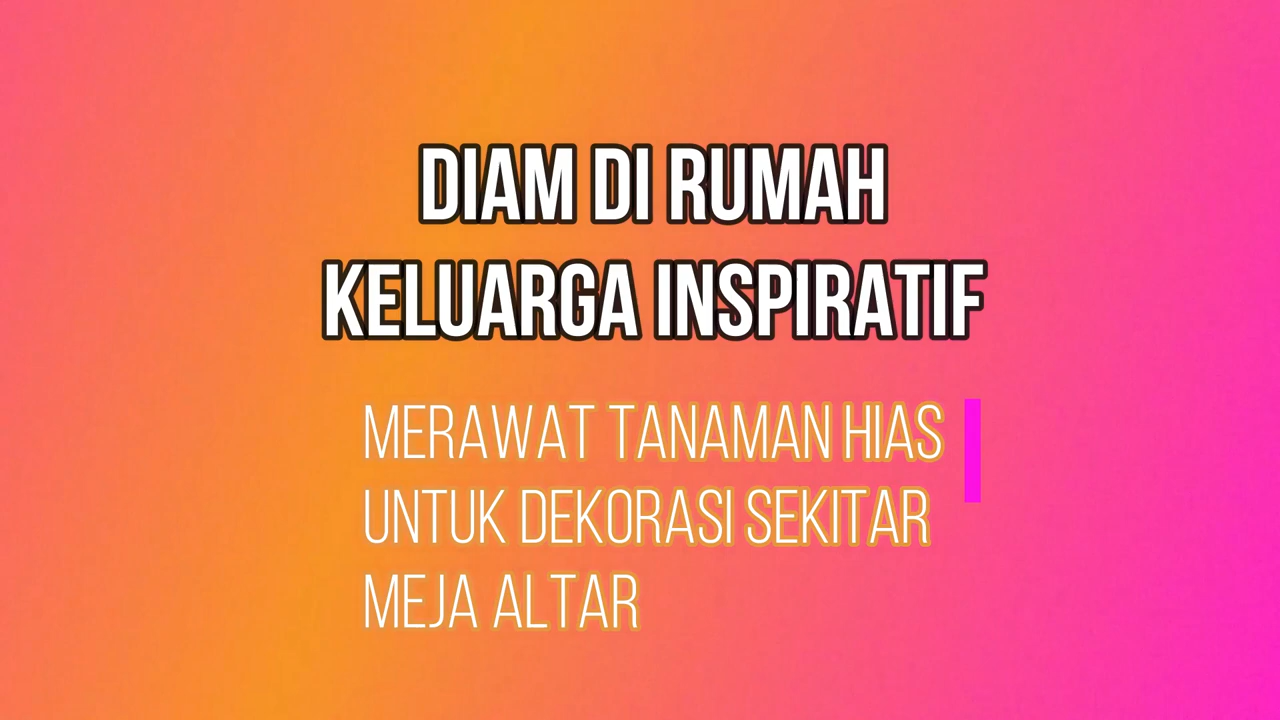 DIAM DI RUMAH
KELUARGA INSPIRATIF
MERAWAT TANAMAN HIAS
UNTUK DEKORASI SEKITAR
MEJA ALTAR